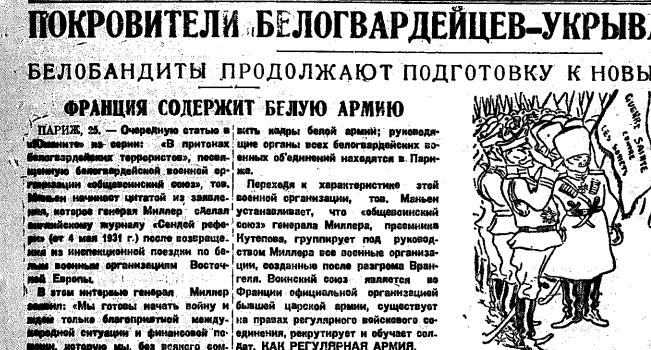 ПОКРОВИТЕЛИ БЕЛОГВАРДЕЙЦЕВ-УКРЫВ
БЕЛОБАНДИТЫ ПРОДОЛЖАЮТ ПОДГОТОВКУ К НОВЫ
ФРАНЦИЯ СОДЕРЖИТ БЕЛУЮ АРМИЮ
ПАРИЖ, 25. — Очередную статью в
«Юманите» из серии: «В притонах
белогвардейских террористов», посвя-
щенную белогвардейской военной ор-
ганизации «общевоинский союз», тов.
Маньен начинает цитатой из заявле-
ния, которое генерал Миллер сделал
английскому журналу «Сендей рефе-
ри» (от 4 мая 1931 г.) после возвраще-
ния из инспекционной поездки по бе-
лым военным организациям Восточ-
ной Европы.
В этом интервью генерал Миллер
заявил: «Мы готовы начать войну и
ждем только благоприятной между-
народной ситуации и финансовой по-
мощи, которую мы, без всякого сом-
вить кадры белой армии; руководя-
щие органы всех белогвардейских во-
енных объединений находятся в Пари-
же.
Переходя к характеристике этой
военной организации, тов. Маньен
устанавливает, что «общевоинский
союз» генерала Миллера, преемника
Кутепова, группирует под руковод-
ством Миллера все военные организа-
ции, созданные после разгрома Вран-
геля. Воинский союз является во
Франции официальной организацией
бывшей царской армии, существует
на правах регулярного войскового со-
единения, рекрутирует и обучает сол-
дат, КАК РЕГУЛЯРНАЯ АРМИЯ.
GUERRE SAINTE
CONTRE
LES SOVIETS